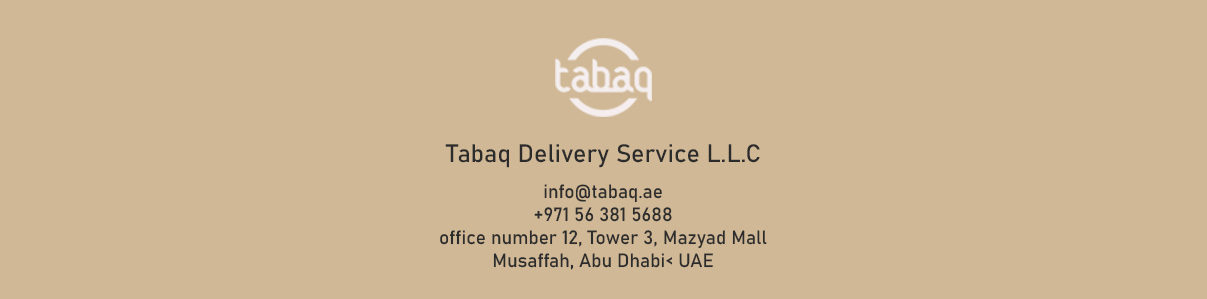 tabaq
Tabaq Delivery Service L.L.C
info@tabaq.ae
+971 56 381 5688
office number 12, Tower 3, Mazyad Mall
Musaffah, Abu Dhabi< UAE